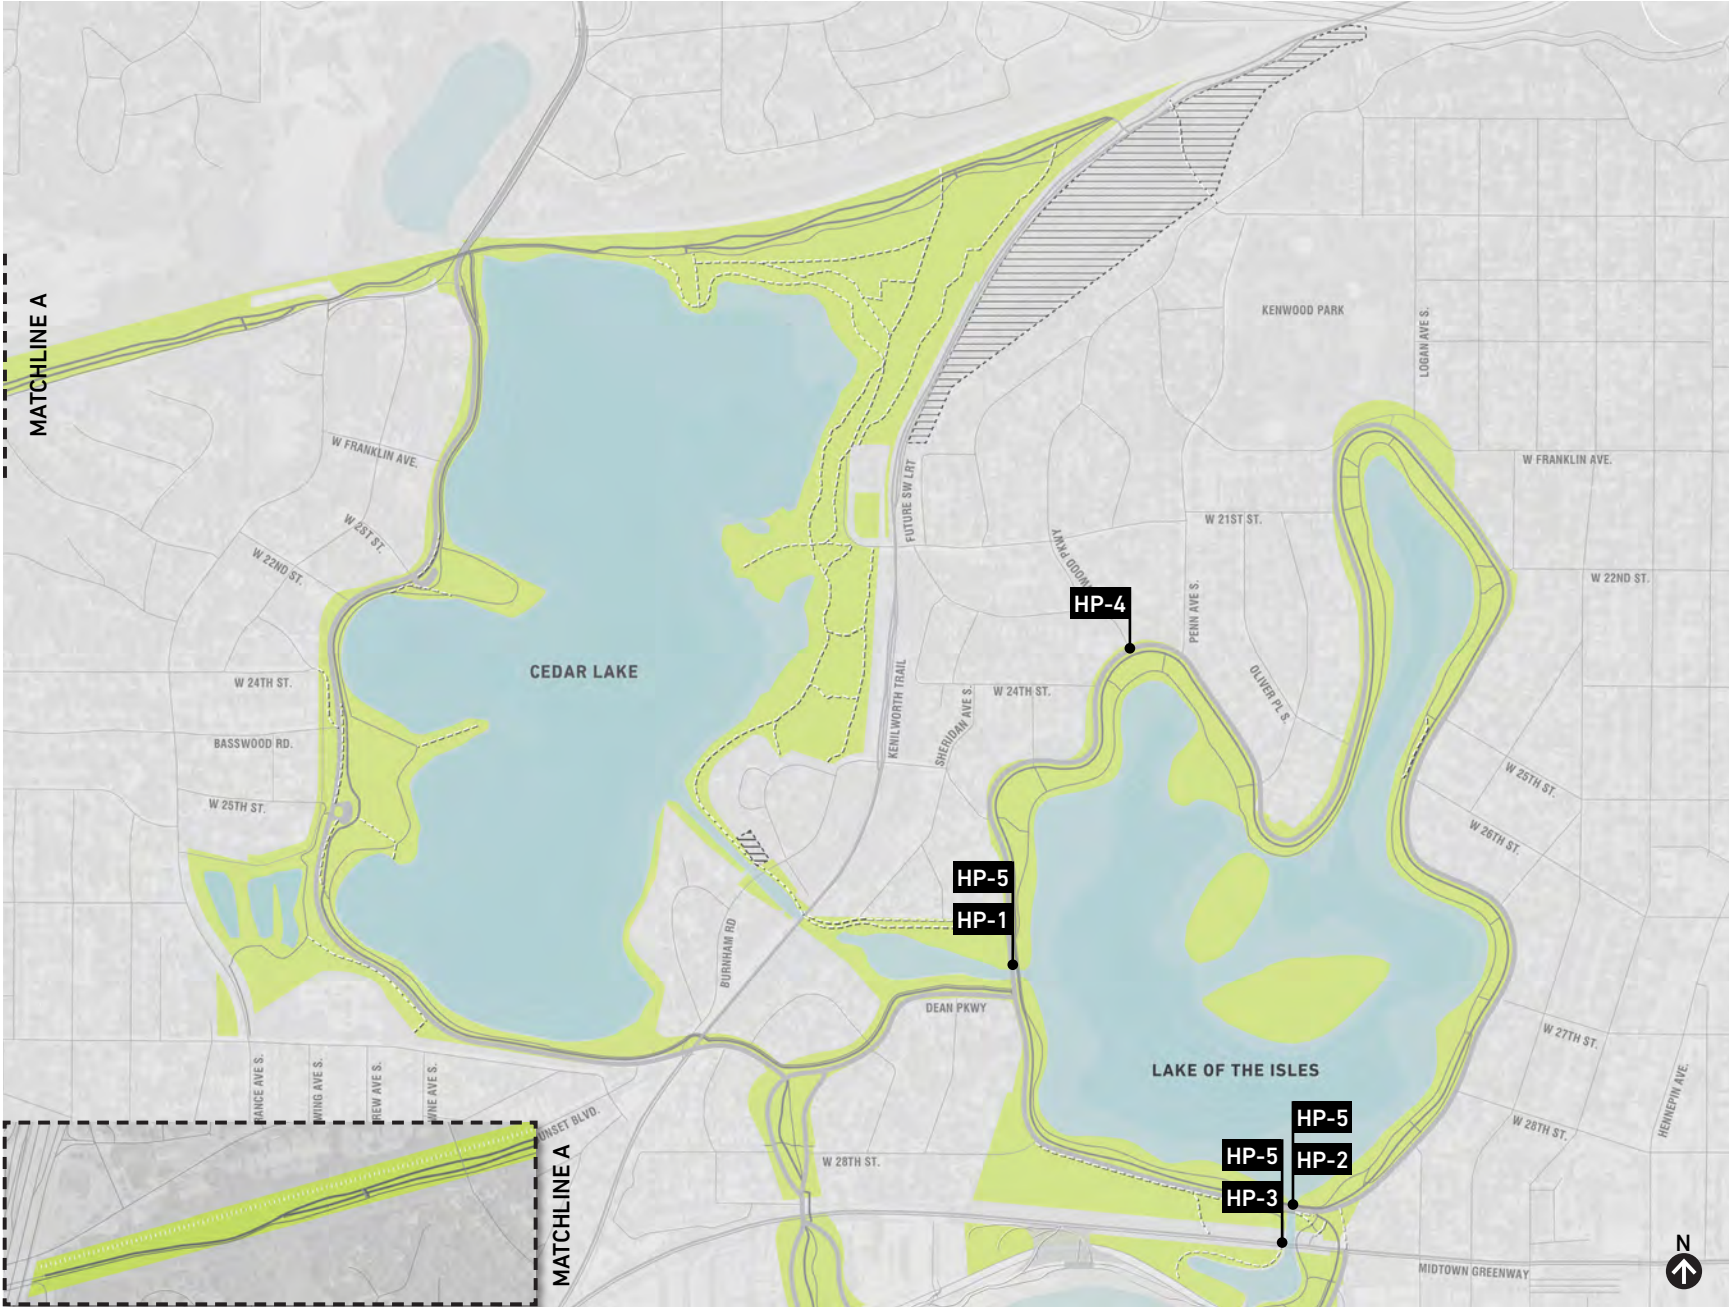 MATCHLINE A
KENWOOD PARK
LOGAN AVE S.
W FRANKLIN AVE.
W FRANKLIN AVE.
FUTURE SW LRT
W 21ST ST.
W 2ST ST.
W 22ND ST.
W 22ND ST.
HP-4
PENN AVE S.
CEDAR LAKE
W 24TH ST.
W 24TH ST.
OLIVER PL S.
KENILWORTH TRAIL
SHERIDAN AVE S.
BASSWOOD RD.
W 25TH ST.
W 25TH ST.
W 26TH ST.
HP-5
HP-1
BURNHAM RD
DEAN PKWY
W 27TH ST.
LAKE OF THE ISLES
HENNEPIN AVE.
W 28TH ST.
HP-5
HP-2
HP-5
HP-3
W 28TH ST.
MATCHLINE A
MIDTOWN GREENWAY
N